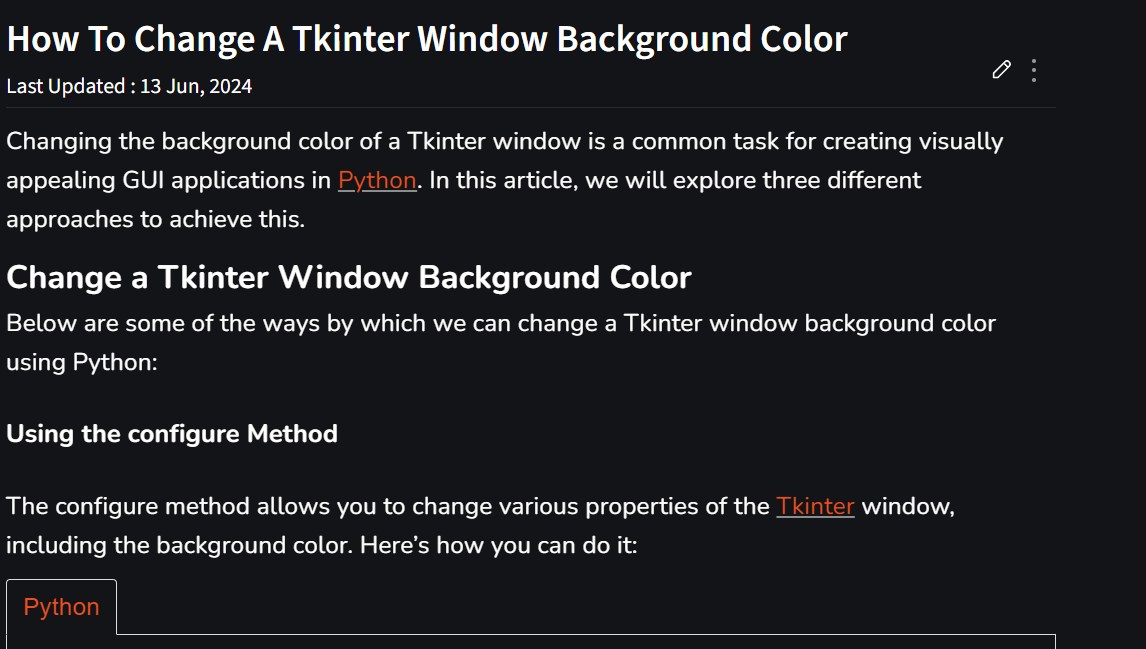 How To Change A Tkinter Window Background Color
Last Updated : 13 Jun, 2024
Changing the background color of a Tkinter window is a common task for creating visually
appealing GUI applications in Python. In this article, we will explore three different
approaches to achieve this.
Change a Tkinter Window Background Color
Below are some of the ways by which we can change a Tkinter window background color
using Python:
Using the configure Method
The configure method allows you to change various properties of the Tkinter window,
including the background color. Here’s how you can do it:
Python